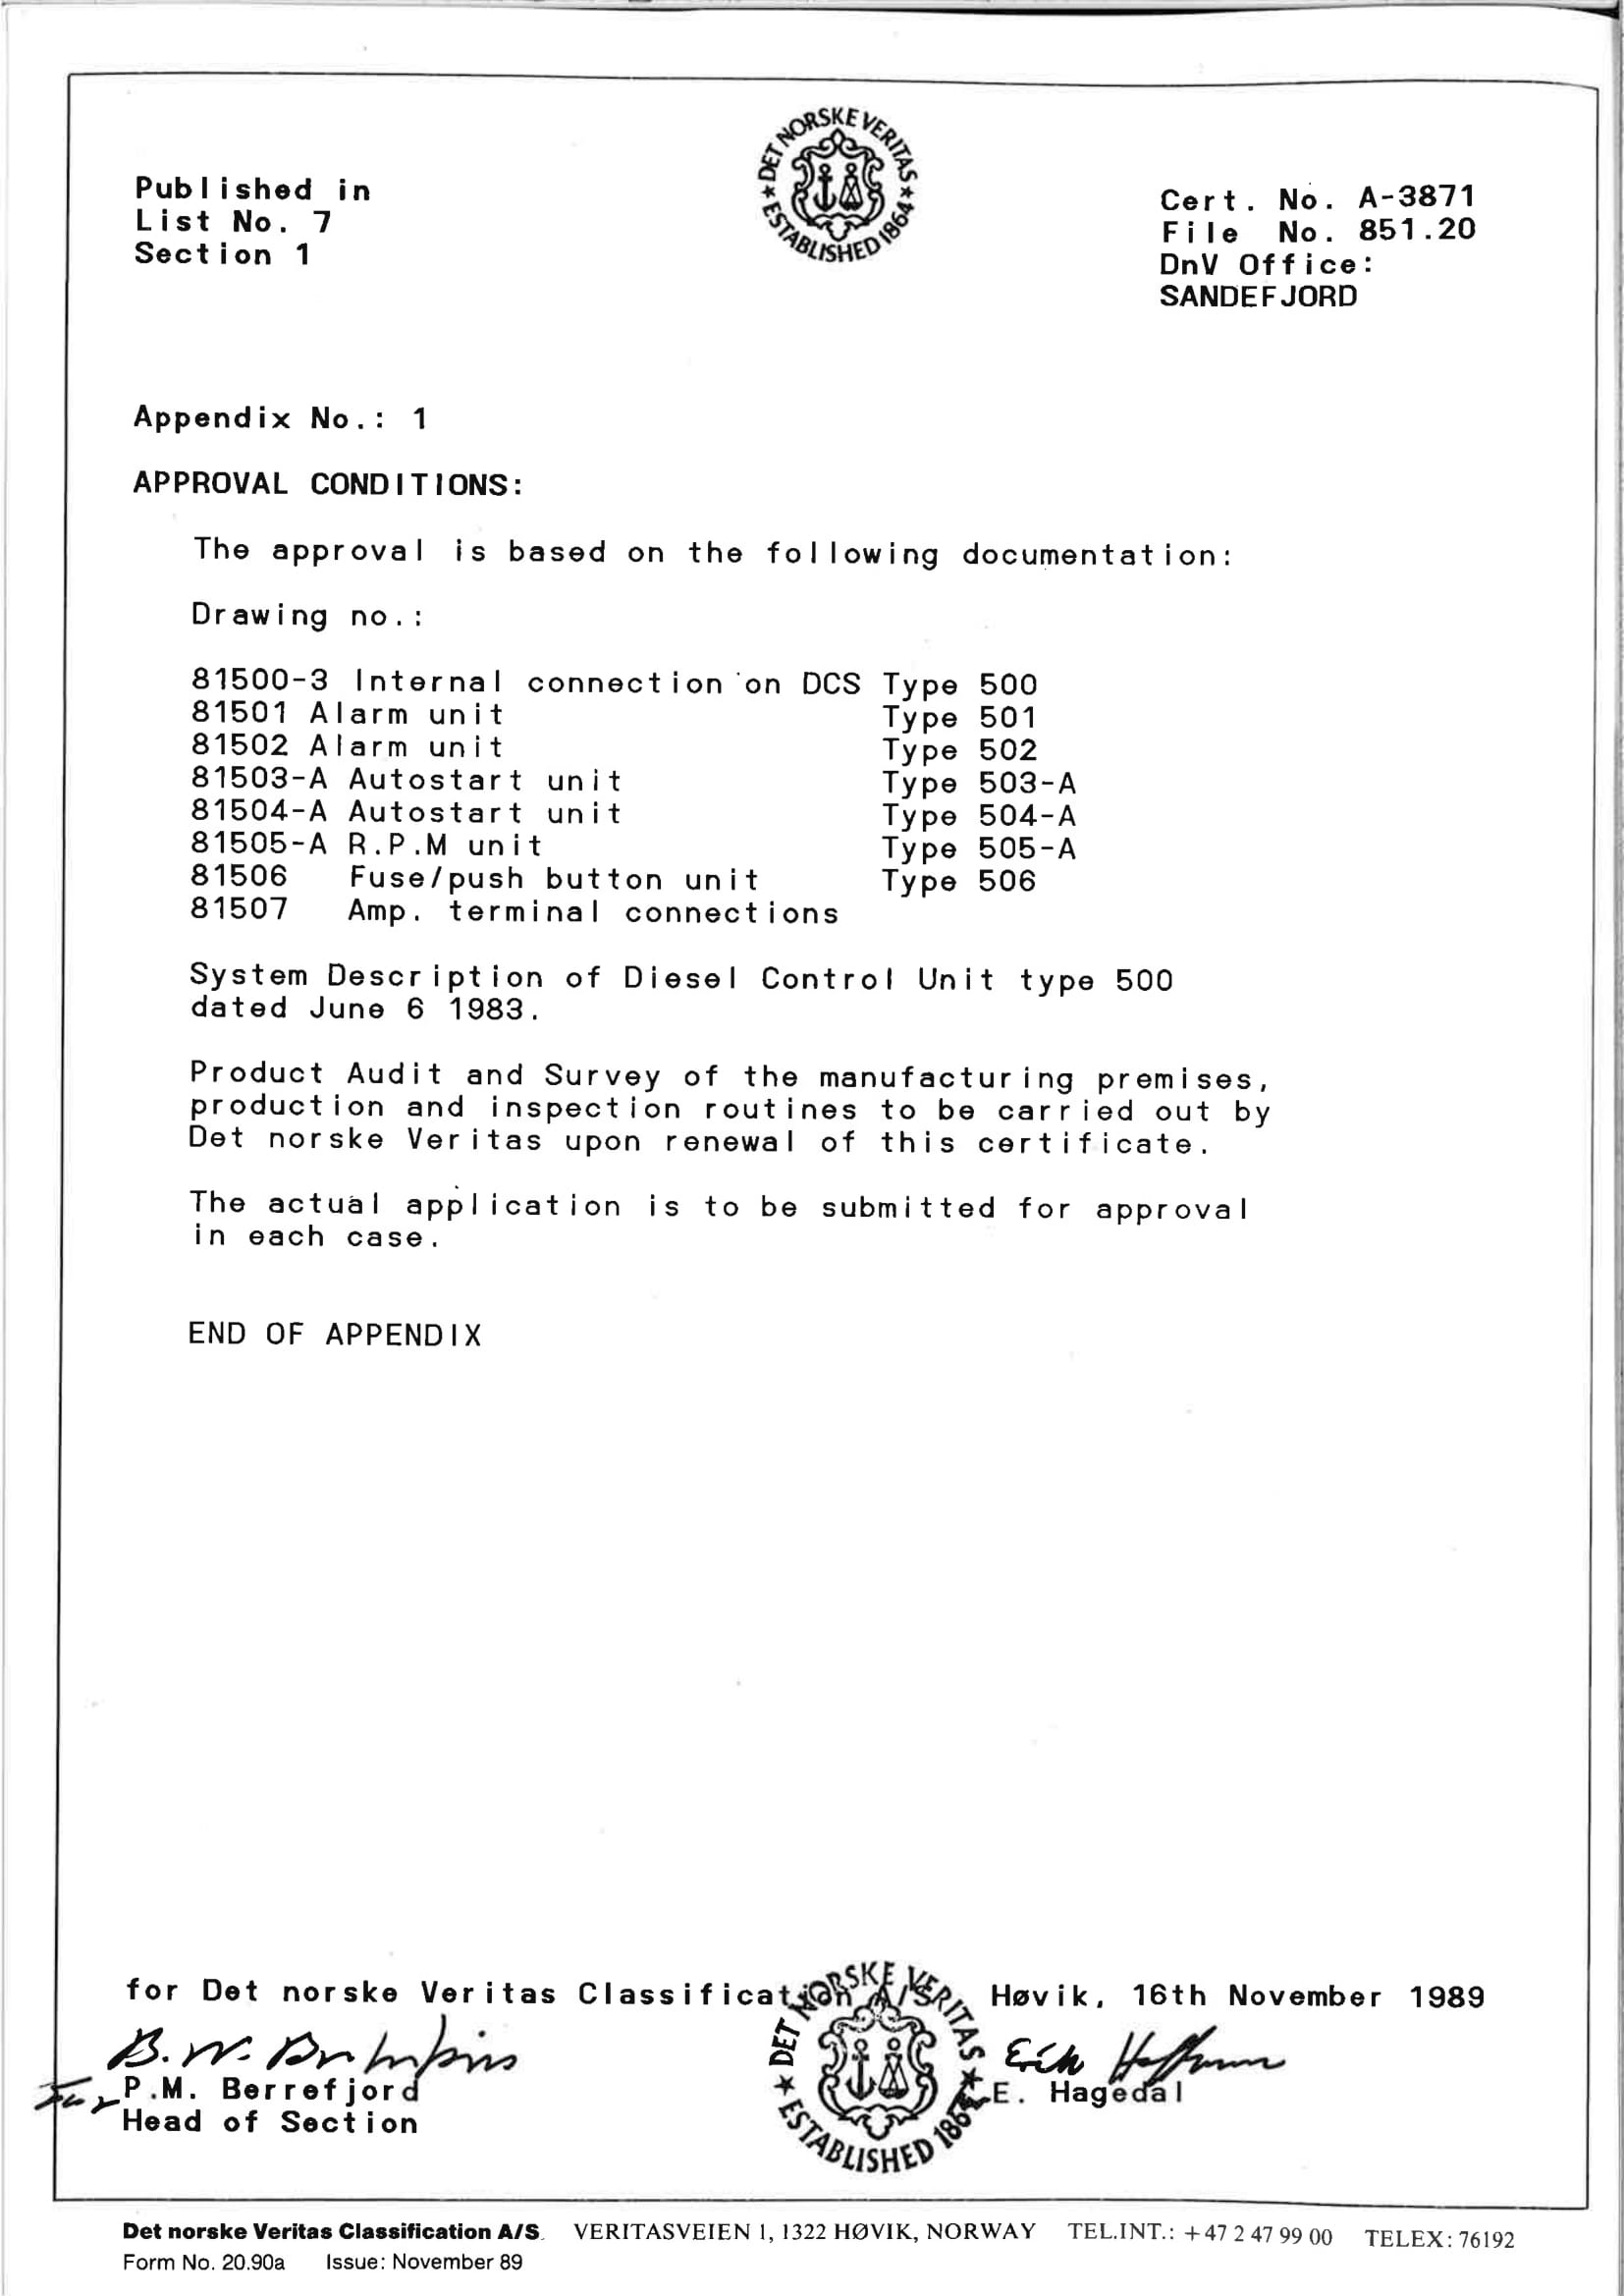 DET NORSKE VERITAS
ESTABLISHED 1864
Published in
List No. 7
Section 1
Cert. No. A-3871
File No. 851.20
DnV Office:
SANDEFJORD
Appendix No.: 1
APPROVAL CONDITIONS:
The approval is based on the following documentation:
Drawing no.:
81500-3 Internal connection on DCS Type 500
81501 Alarm unit Type 501
81502 Alarm unit Type 502
81503-A Autostart unit Type 503-A
81504-A Autostart unit Type 504-A
81505-A R.P.M unit Type 505-A
81506 Fuse/push button unit Type 506
81507 Amp. terminal connections
System Description of Diesel Control Unit type 500
dated June 6 1983.
Product Audit and Survey of the manufacturing premises,
production and inspection routines to be carried out by
Det norske Veritas upon renewal of this certificate.
The actual application is to be submitted for approval
in each case.
END OF APPENDIX
for Det norske Veritas Classification A/S Høvik, 16th November 1989
DET NORSKE VERITAS
ESTABLISHED 1864
For P.M. Berrefjord
Head of Section
Erik
E. Hagedal
Det norske Veritas Classification A/S. VERITASVEIEN 1, 1322 HØVIK, NORWAY TEL.INT.: +47 2 47 99 00 TELEX: 76192
Form No. 20.90a Issue: November 89